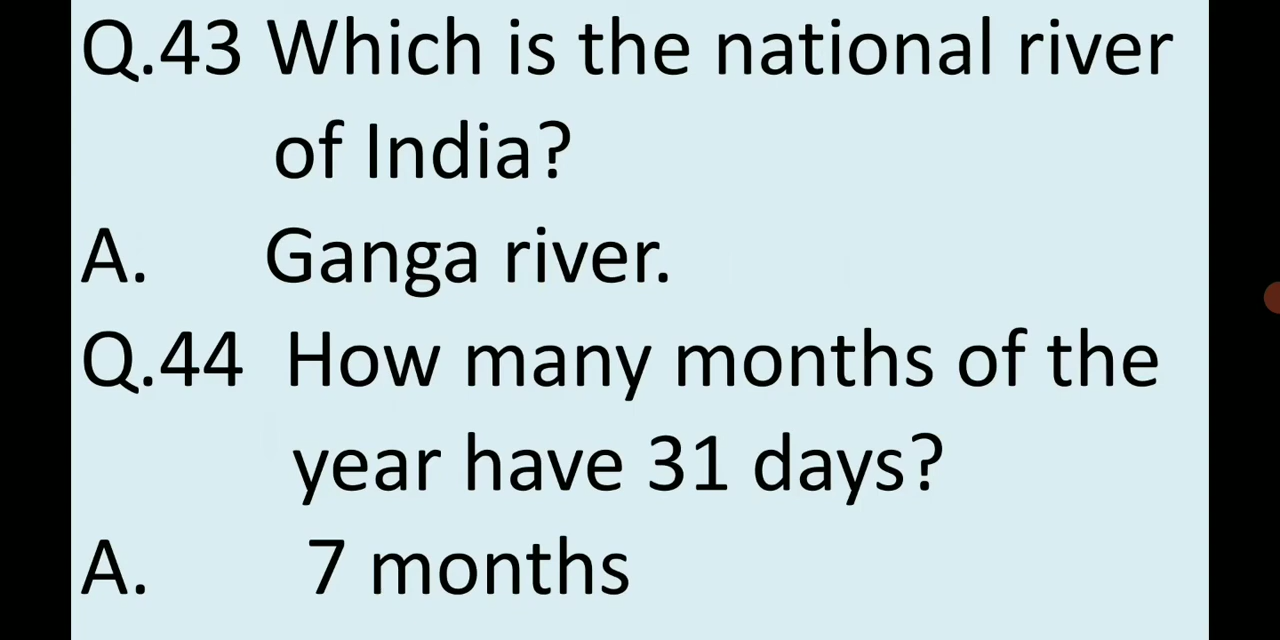 Q.43 Which is the national river
of India?
A. Ganga river.
Q.44 How many months of the
year have 31 days?
A. 7 months